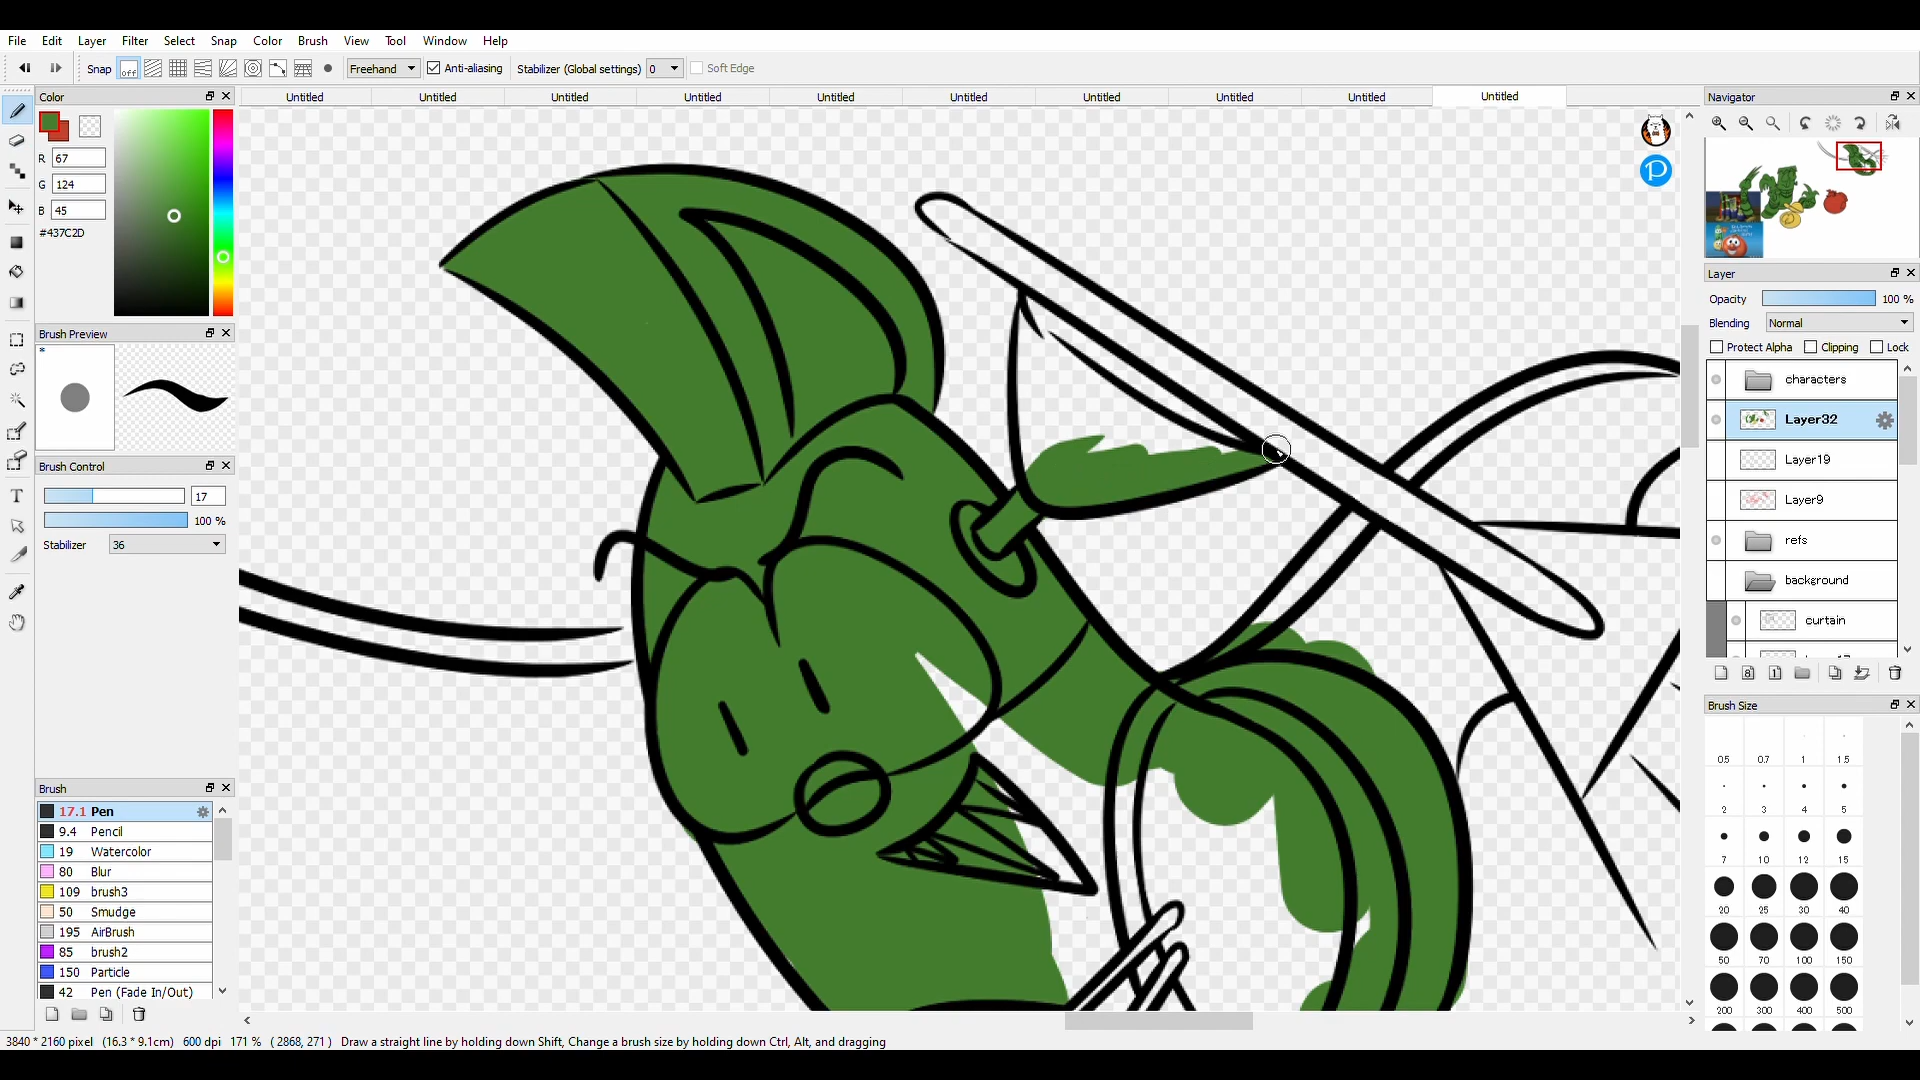 File Edit Layer Filter Select Snap Color Brush View Tool Window Help
Snap off Freehand Anti-aliasing Stabilizer (Global settings) 0 Soft Edge
Color
Untitled Untitled Untitled Untitled Untitled Untitled Untitled Untitled Untitled Untitled
Navigator
R 67
G 124
B 45
#437C2D
Layer
Opacity 100 %
Blending Normal
Protect Alpha Clipping Lock
characters
Layer32
Layer19
Layer9
refs
background
curtain
Brush Preview
*
Brush Control
17
100 %
Stabilizer 36
Brush
17.1 Pen
9.4 Pencil
19 Watercolor
80 Blur
109 brush3
50 Smudge
195 AirBrush
85 brush2
150 Particle
42 Pen (Fade In/Out)
T
P
8 1
Brush Size
0.5 0.7 1 1.5
2 3 4 5
7 10 12 15
20 25 30 40
50 70 100 150
200 300 400 500
3840 * 2160 pixel (16.3 * 9.1cm) 600 dpi 171 % ( 2868, 271 ) Draw a straight line by holding down Shift, Change a brush size by holding down Ctrl, Alt, and dragging